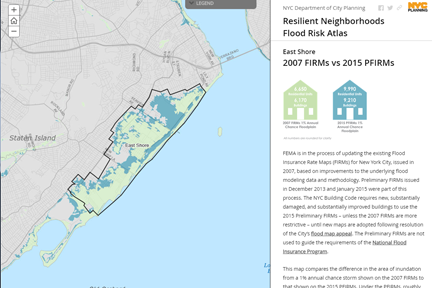 LEGEND
Staten Island
East Shore
NYC Department of City Planning
NYC
PLANNING
Resilient Neighborhoods
Flood Risk Atlas
East Shore
2007 FIRMs vs 2015 PFIRMs
Residential Units
Buildings
9,990
Residential Units
9,210
Buildings
2007 FIRMs 1% Annual
Chance Floodplain
2015 PFIRMs 1%
Annual Chance
Floodplain
FEMA is in the process of updating the existing Flood
Insurance Rate Maps (FIRMs) for New York City, issued in
2007, based on improvements to the underlying flood
modeling data and methodology. Preliminary FIRMs issued
in December 2013 and January 2015 were part of this
process. The NYC Building Code requires new, substantially
damaged, and substantially improved buildings to use the
2015 Preliminary FIRMs – unless the 2007 FIRMs are more
restrictive – until new maps are adopted following resolution
of the City's flood map appeal. The Preliminary FIRMs are not
used to guide the requirements of the National Flood
Insurance Program.
This map compares the difference in the area of inundation
from a 1% annual chance storm shown on the 2007 FIRMs to
that shown on the 2015 PFIRMs. Under the PFIRMs, roughly